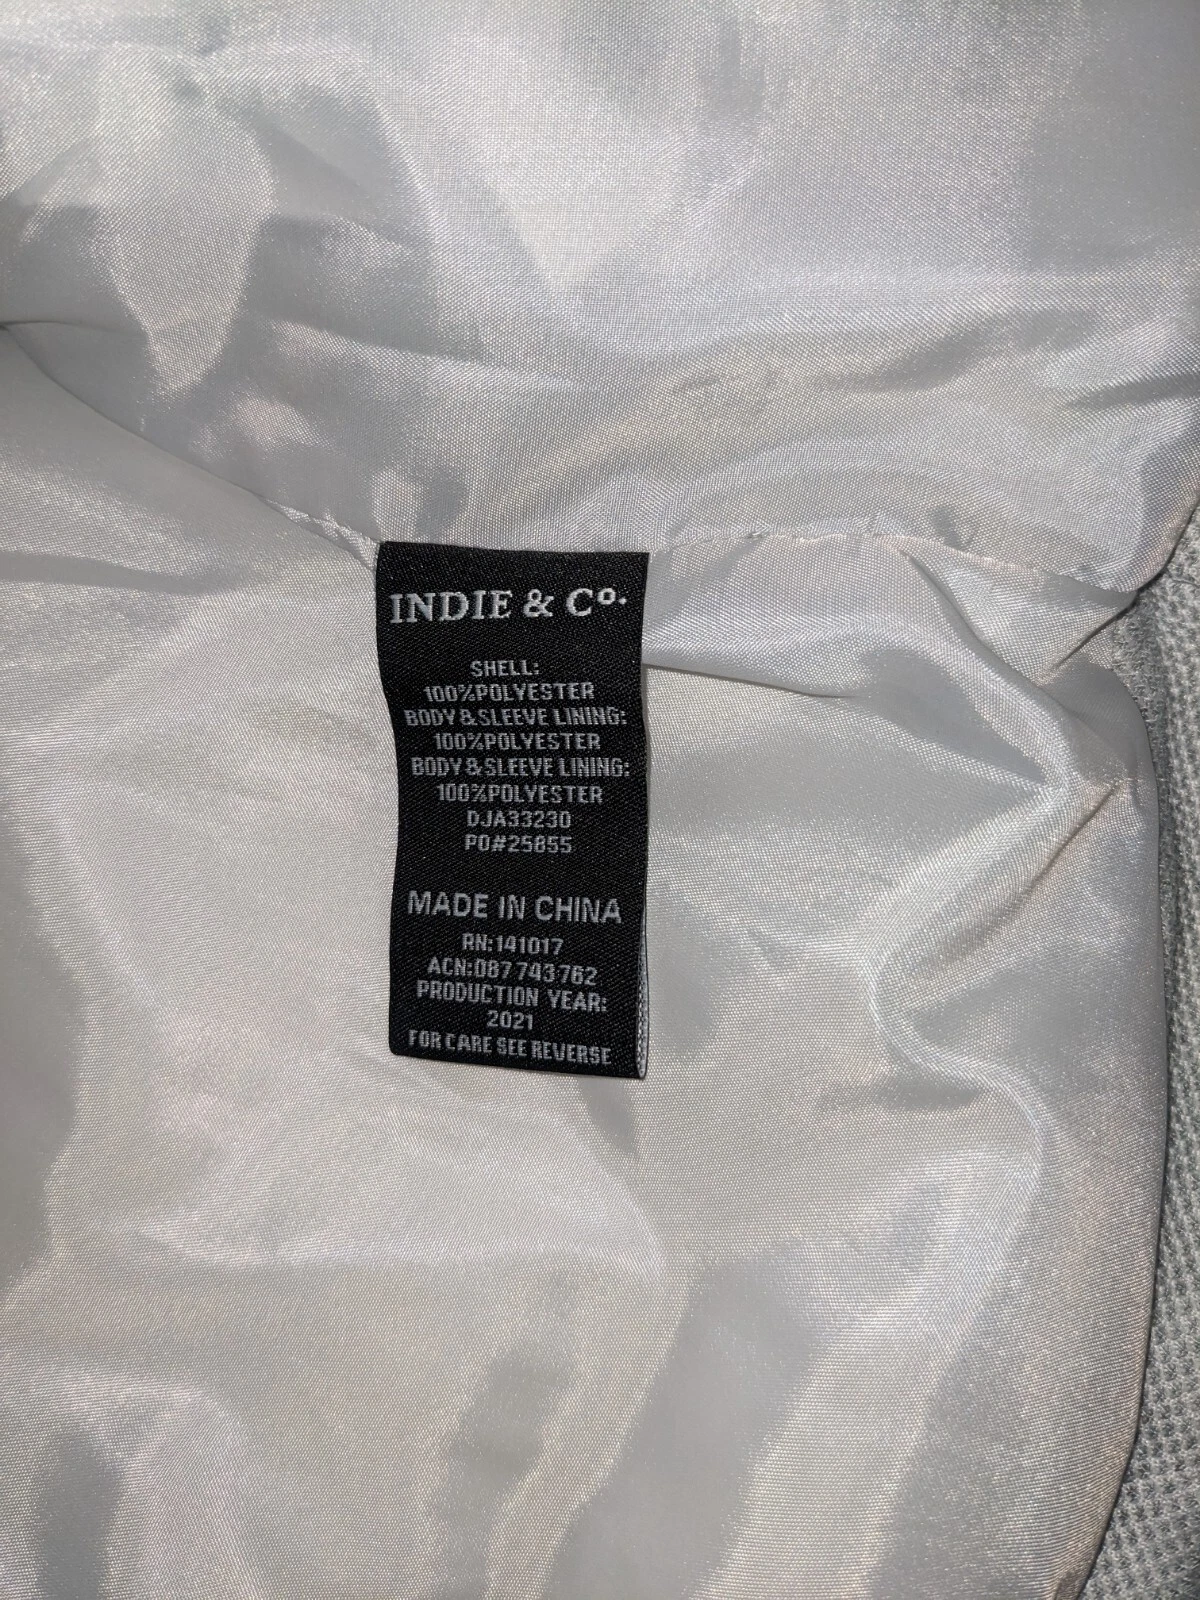 INDIE & Cº.
SHELL:
100%POLYESTER
BODY & SLEEVE LINING:
100%POLYESTER
BODY & SLEEVE LINING:
100%POLYESTER
DJA33230
PO#25855
MADE IN CHINA
RN:141017
ACN:087 743 762
PRODUCTION YEAR:
2021
FOR CARE SEE REVERSE